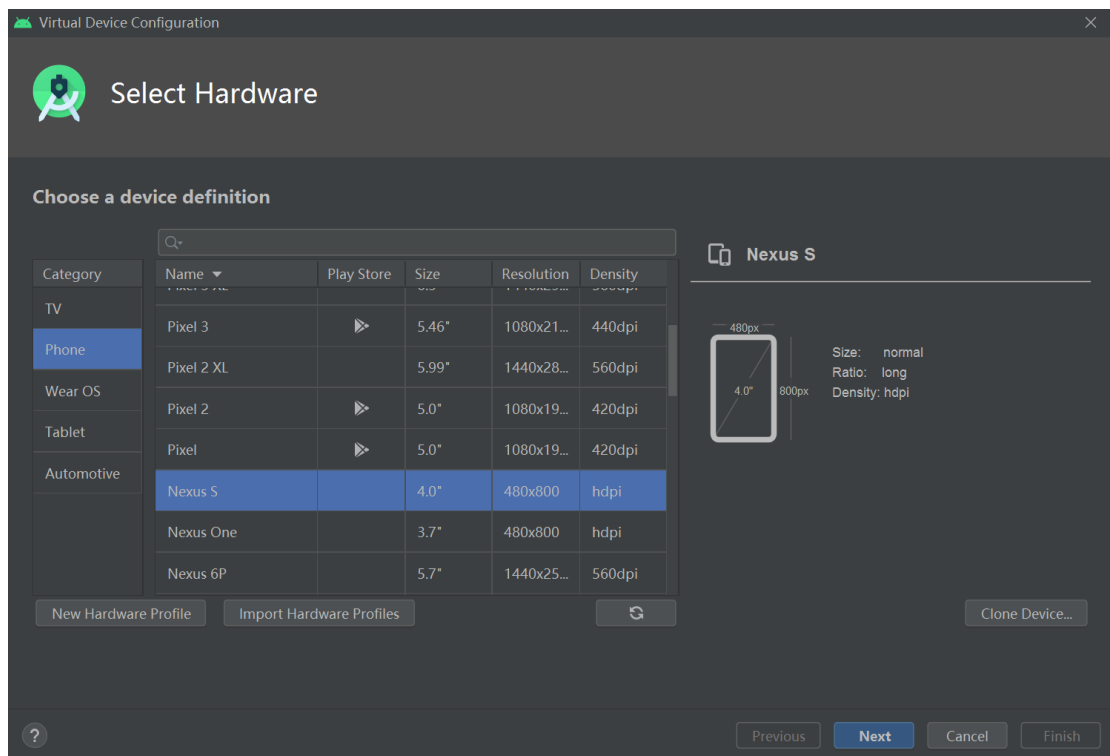 Virtual Device Configuration
Select Hardware
Choose a device definition
Category
TV
Phone
Wear OS
Tablet
Automotive
Name Play Store Size Resolution Density
Pixel 3 5.46" 1080x21... 440dpi
Pixel 2 XL 5.99" 1440x28... 560dpi
Pixel 2 5.0" 1080x19... 420dpi
Pixel 5.0" 1080x19... 420dpi
Nexus S 4.0" 480x800 hdpi
Nexus One 3.7" 480x800 hdpi
Nexus 6P 5.7" 1440x25... 560dpi
New Hardware Profile Import Hardware Profiles
Nexus S
480px
4.0" 800px
Size: normal
Ratio: long
Density: hdpi
Clone Device...
? Previous Next Cancel Finish